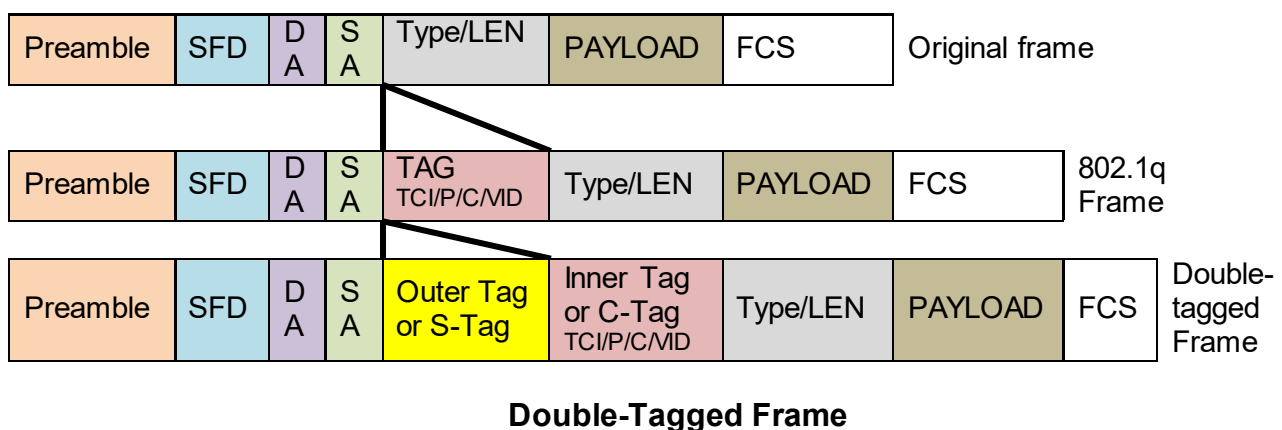 Preamble SFD D A S A Type/LEN PAYLOAD FCS Original frame
Preamble SFD D A S A TAG TCI/P/C/VID Type/LEN PAYLOAD FCS 802.1q Frame
Preamble SFD D A S A Outer Tag or S-Tag Inner Tag or C-Tag TCI/P/C/VID Type/LEN PAYLOAD FCS Double-tagged Frame
Double-Tagged Frame